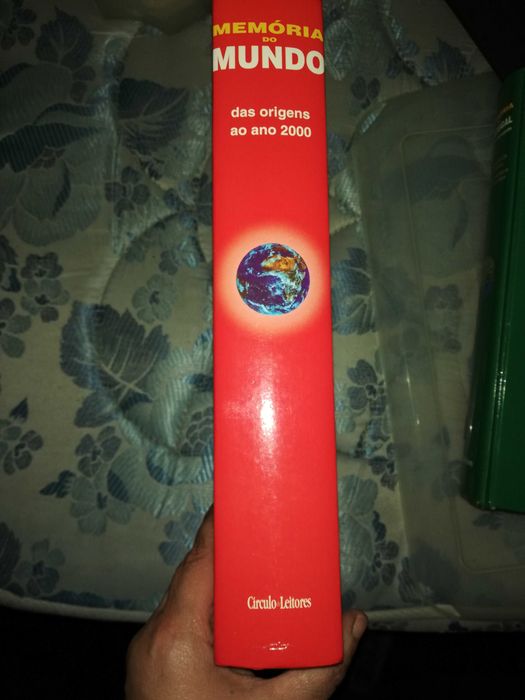 MEMÓRIA
DO
MUNDO
das origens
ao ano 2000
Círculo de Leitores